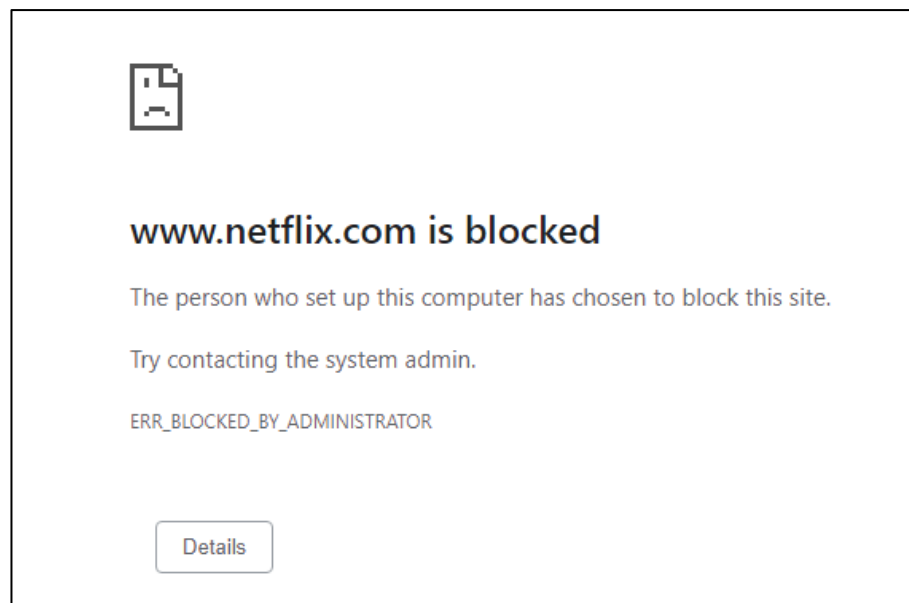 www.netflix.com is blocked
The person who set up this computer has chosen to block this site.
Try contacting the system admin.
ERR_BLOCKED_BY_ADMINISTRATOR
Details